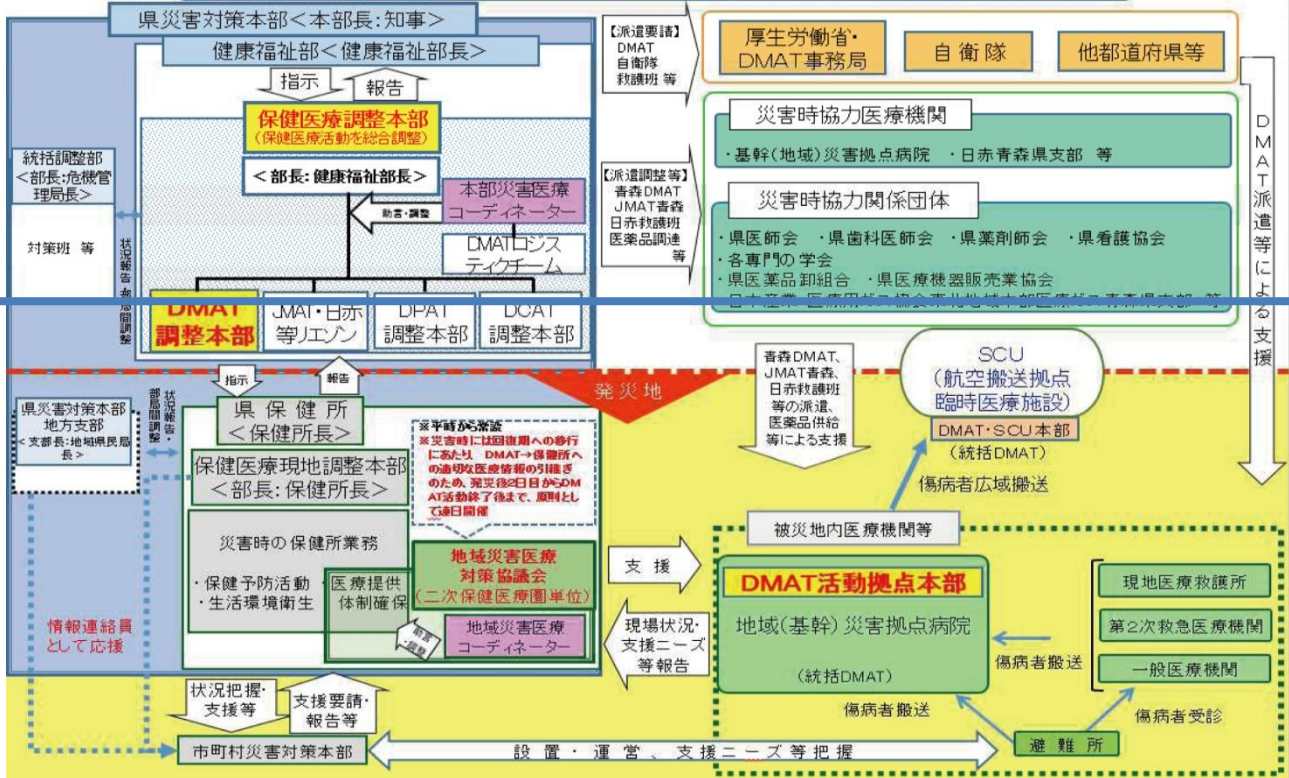 県災害対策本部<本部長:知事>
健康福祉部<健康福祉部長>
指示
報告
保健医療調整本部
(保健医療活動を総合調整)
<部長:健康福祉部長>
統括調整部
<部長:危機管
理局長>
対策班 等
状況報告・部局間調整
助言・調整
本部災害医療
コーディネーター
DMATロジス
ティクチーム
DMAT
調整本部
JMAT・日赤
等リエゾン
DPAT
調整本部
DCAT
調整本部
【派遣要請】
DMAT
自衛隊
救護班 等
厚生労働省・
DMAT事務局
自衛隊
他都道府県等
【派遣調整等】
青森DMAT
JMAT青森
日赤救護班
医薬品調達
等
災害時協力医療機関
・基幹(地域)災害拠点病院 ・日赤青森県支部 等
災害時協力関係団体
・県医師会 ・県歯科医師会 ・県薬剤師会 ・県看護協会
・各専門の学会
・県医薬品卸組合 ・県医療機器販売業協会
・日本産業・医療用ガス協会東北地域本部医療ガス青森県支部 等
DMAT派遣等による支援
指示
報告
発災地
県災害対策本部
地方支部
<支部長:地域県民局
長>
状況報告・
部局間調整
県保健所
<保健所長>
保健医療現地調整本部
<部長:保健所長>
災害時の保健所業務
・保健予防活動
・生活環境衛生
・医療提供
体制確保
※平時から常設
※災害時には回復期への移行
にあたり、DMAT→保健所へ
の適切な医療情報の引継ぎ
のため、発災後2日目からDM
AT活動終了後まで、原則とし
て連日開催
地域災害医療
対策協議会
(二次保健医療圏単位)
助言・調整
地域災害医療
コーディネーター
情報連絡員
として応援
青森DMAT、
JMAT青森、
日赤救護班
等の派遣、
医薬品供給
等による支援
SCU
(航空搬送拠点
臨時医療施設)
DMAT・SCU本部
(統括DMAT)
傷病者広域搬送
被災地内医療機関等
支援
現場状況・
支援ニーズ
等報告
DMAT活動拠点本部
地域(基幹)災害拠点病院
(統括DMAT)
傷病者搬送
現地医療救護所
第2次救急医療機関
一般医療機関
傷病者搬送
傷病者受診
状況把握・
支援等
支援要請・
報告等
市町村災害対策本部
設置・運営、支援ニーズ等把握
避難所